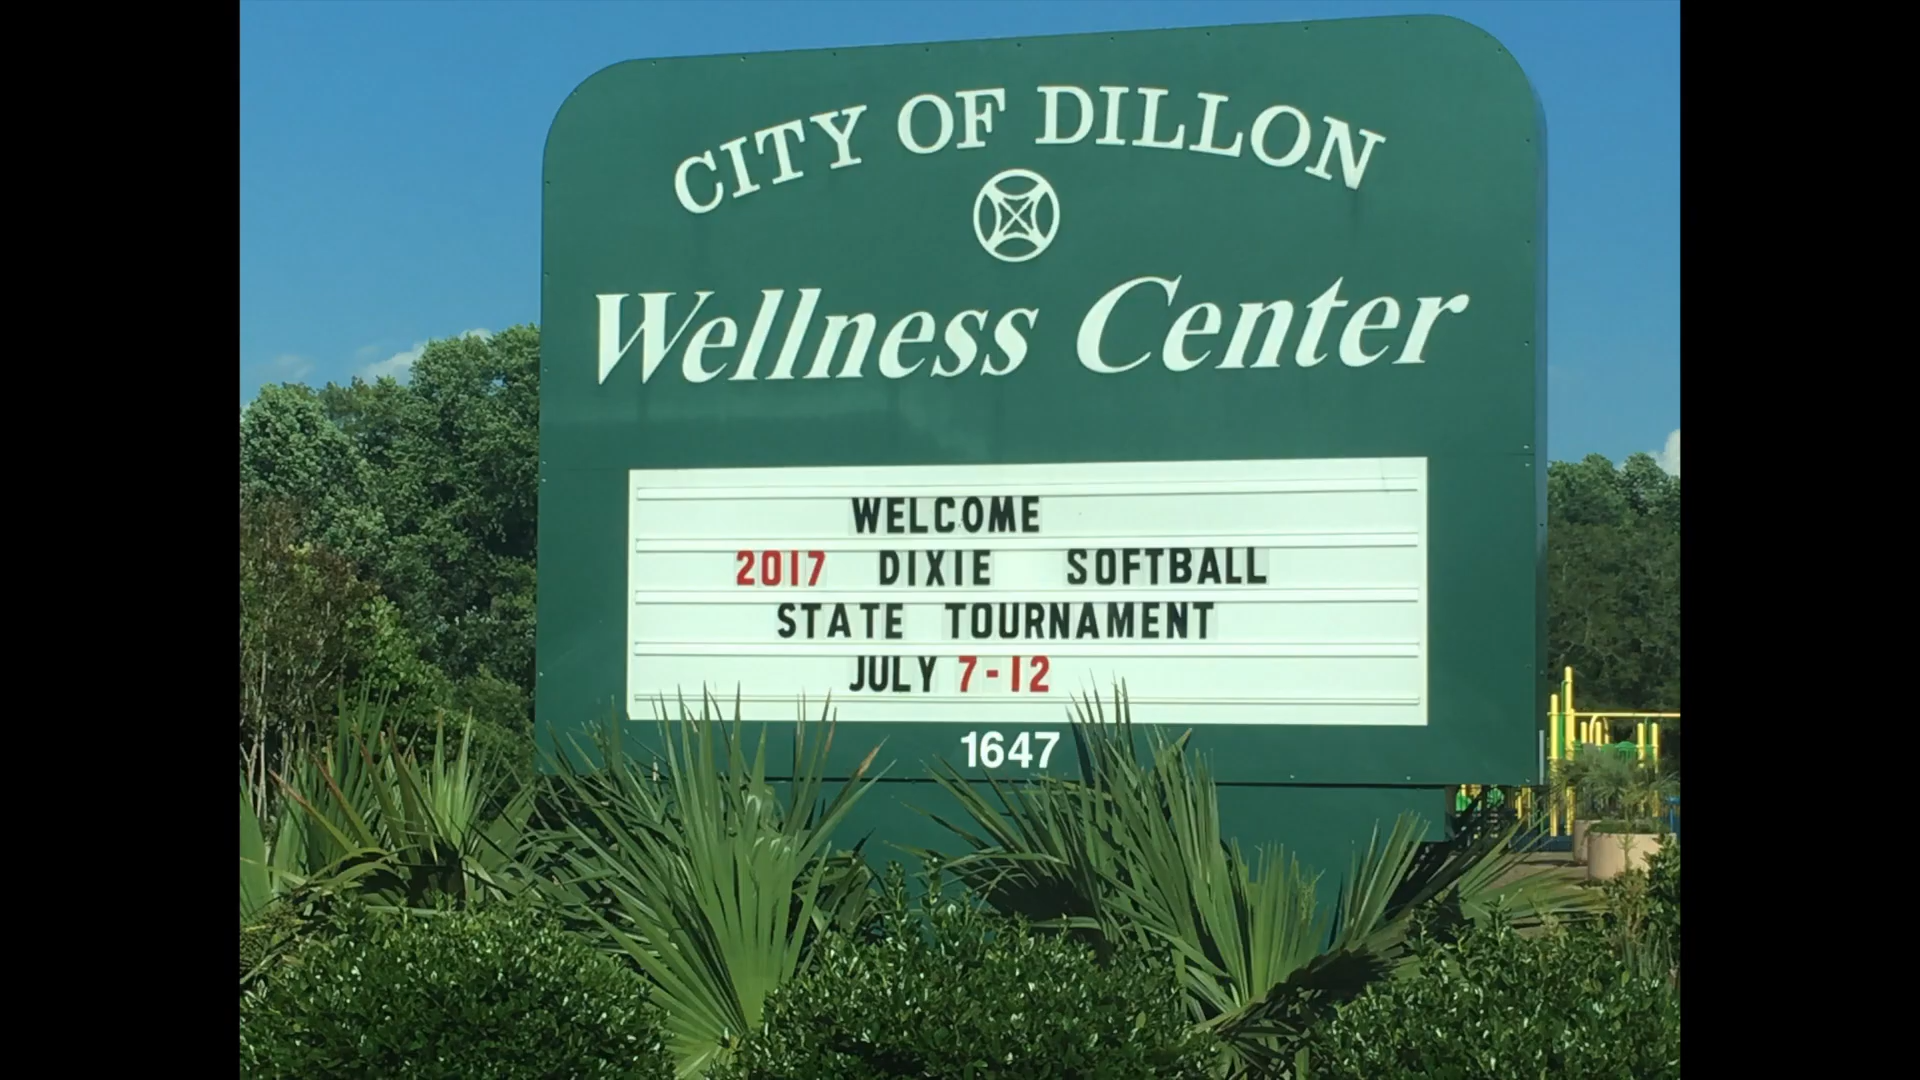 CITY OF DILLON
Wellness Center
WELCOME
2017 DIXIE SOFTBALL
STATE TOURNAMENT
JULY 7-12
1647